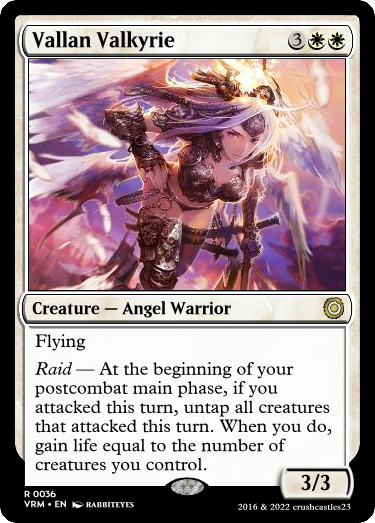 Vallan Valkyrie 3
Creature — Angel Warrior
Flying
Raid — At the beginning of your
postcombat main phase, if you
attacked this turn, untap all creatures
that attacked this turn. When you do,
gain life equal to the number of
creatures you control.
3/3
R 0036
VRM • EN RABBITEYES
2016 & 2022 crushcastles23